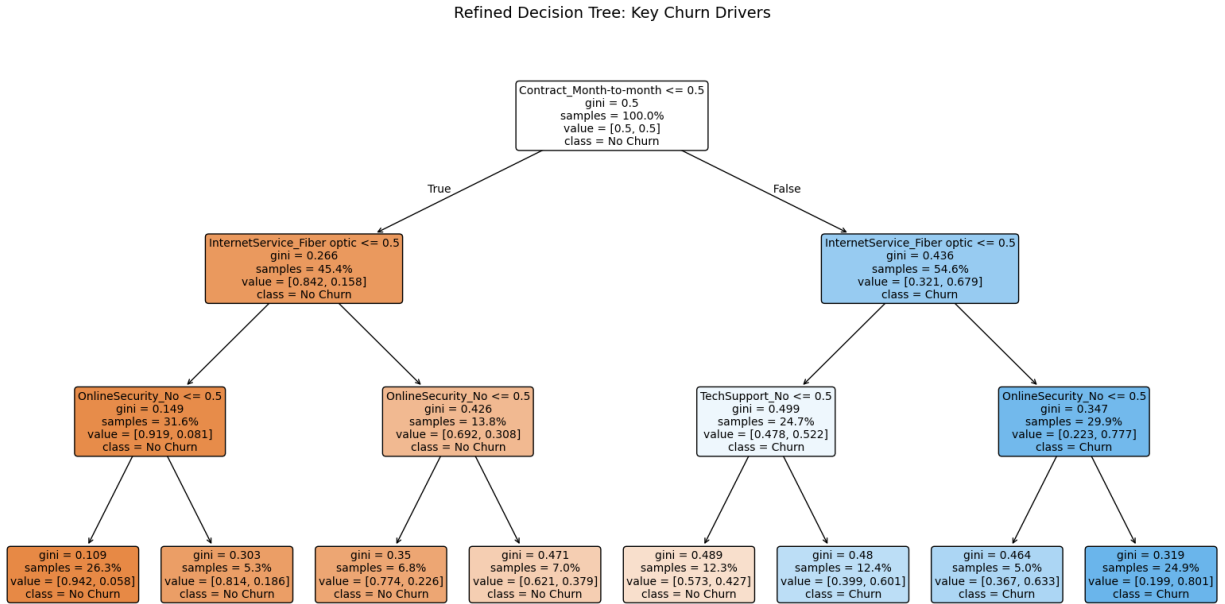 Refined Decision Tree: Key Churn Drivers
Contract_Month-to-month <= 0.5
gini = 0.5
samples = 100.0%
value = [0.5, 0.5]
class = No Churn
True
False
InternetService_Fiber optic <= 0.5
gini = 0.266
samples = 45.4%
value = [0.842, 0.158]
class = No Churn
InternetService_Fiber optic <= 0.5
gini = 0.436
samples = 54.6%
value = [0.321, 0.679]
class = Churn
OnlineSecurity_No <= 0.5
gini = 0.149
samples = 31.6%
value = [0.919, 0.081]
class = No Churn
OnlineSecurity_No <= 0.5
gini = 0.426
samples = 13.8%
value = [0.692, 0.308]
class = No Churn
TechSupport_No <= 0.5
gini = 0.499
samples = 24.7%
value = [0.478, 0.522]
class = Churn
OnlineSecurity_No <= 0.5
gini = 0.347
samples = 29.9%
value = [0.223, 0.777]
class = Churn
gini = 0.109
samples = 26.3%
value = [0.942, 0.058]
class = No Churn
gini = 0.303
samples = 5.3%
value = [0.814, 0.186]
class = No Churn
gini = 0.35
samples = 6.8%
value = [0.774, 0.226]
class = No Churn
gini = 0.471
samples = 7.0%
value = [0.621, 0.379]
class = No Churn
gini = 0.489
samples = 12.3%
value = [0.573, 0.427]
class = No Churn
gini = 0.48
samples = 12.4%
value = [0.399, 0.601]
class = Churn
gini = 0.464
samples = 5.0%
value = [0.367, 0.633]
class = Churn
gini = 0.319
samples = 24.9%
value = [0.199, 0.801]
class = Churn